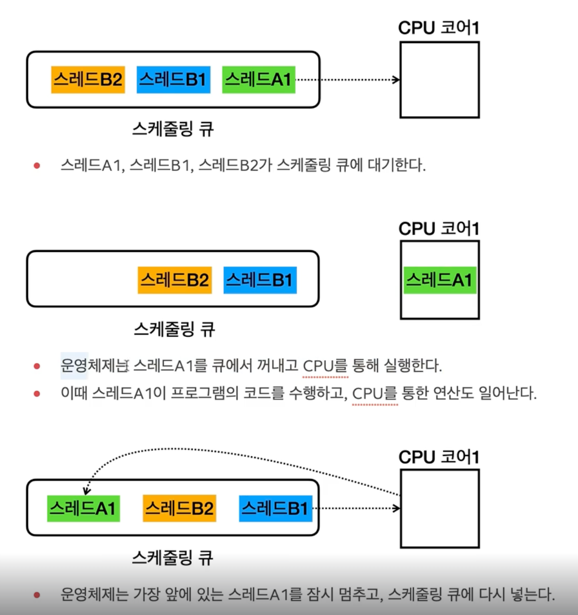 CPU 코어1
스레드B2 스레드B1 스레드A1
스케줄링 큐
• 스레드A1, 스레드B1, 스레드B2가 스케줄링 큐에 대기한다.
CPU 코어1
스레드B2 스레드B1 스레드A1
스케줄링 큐
• 운영체제는 스레드A1를 큐에서 꺼내고 CPU를 통해 실행한다.
• 이때 스레드A1이 프로그램의 코드를 수행하고, CPU를 통한 연산도 일어난다.
CPU 코어1
스레드A1 스레드B2 스레드B1
스케줄링 큐
• 운영체제는 가장 앞에 있는 스레드A1를 잠시 멈추고, 스케줄링 큐에 다시 넣는다.